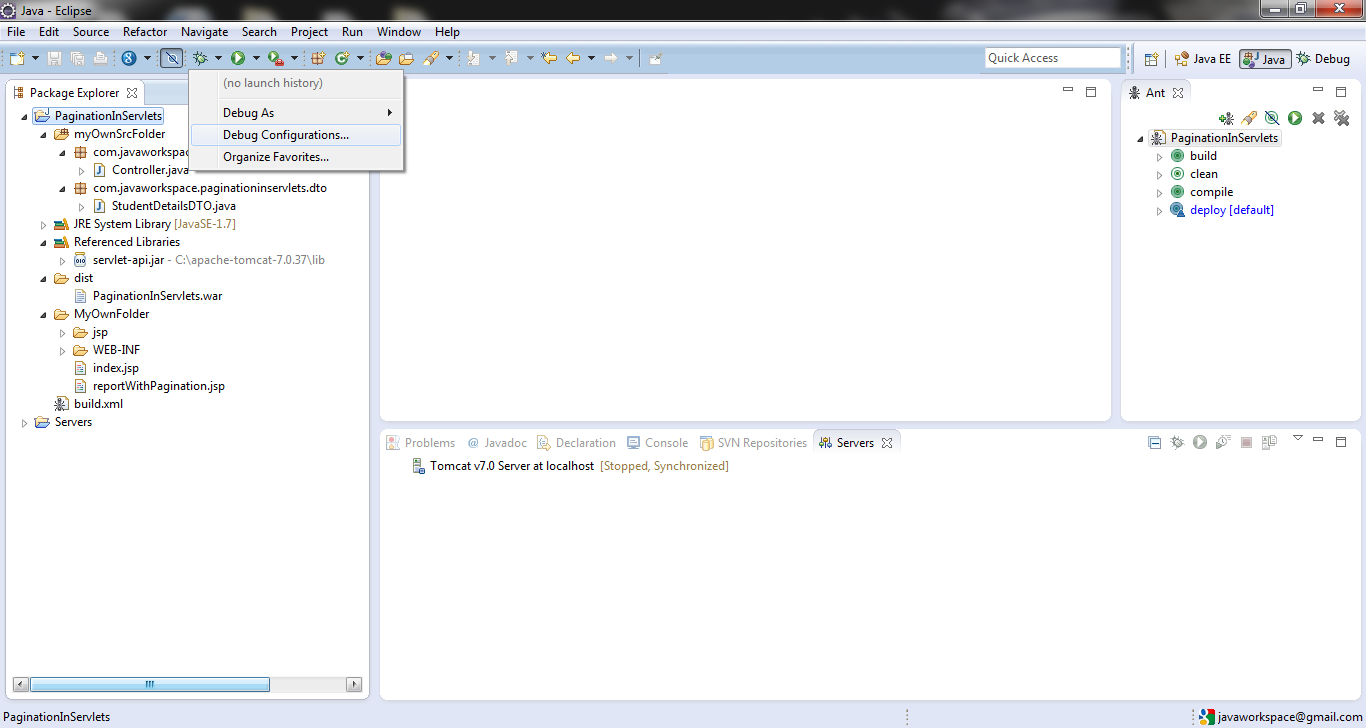 Java - Eclipse
File Edit Source Refactor Navigate Search Project Run Window Help
Quick Access
Java EE
Java
Debug
(no launch history)
Debug As
Debug Configurations...
Organize Favorites...
Package Explorer
PaginationInServlets
myOwnSrcFolder
com.javaworkspac
Controller.java
com.javaworkspace.paginationinservlets.dto
StudentDetailsDTO.java
JRE System Library [JavaSE-1.7]
Referenced Libraries
servlet-api.jar - C:\apache-tomcat-7.0.37\lib
dist
PaginationInServlets.war
MyOwnFolder
jsp
WEB-INF
index.jsp
reportWithPagination.jsp
build.xml
Servers
Ant
PaginationInServlets
build
clean
compile
deploy [default]
Problems @ Javadoc Declaration Console SVN Repositories Servers
Tomcat v7.0 Server at localhost [Stopped, Synchronized]
PaginationInServlets
javaworkspace@gmail.com